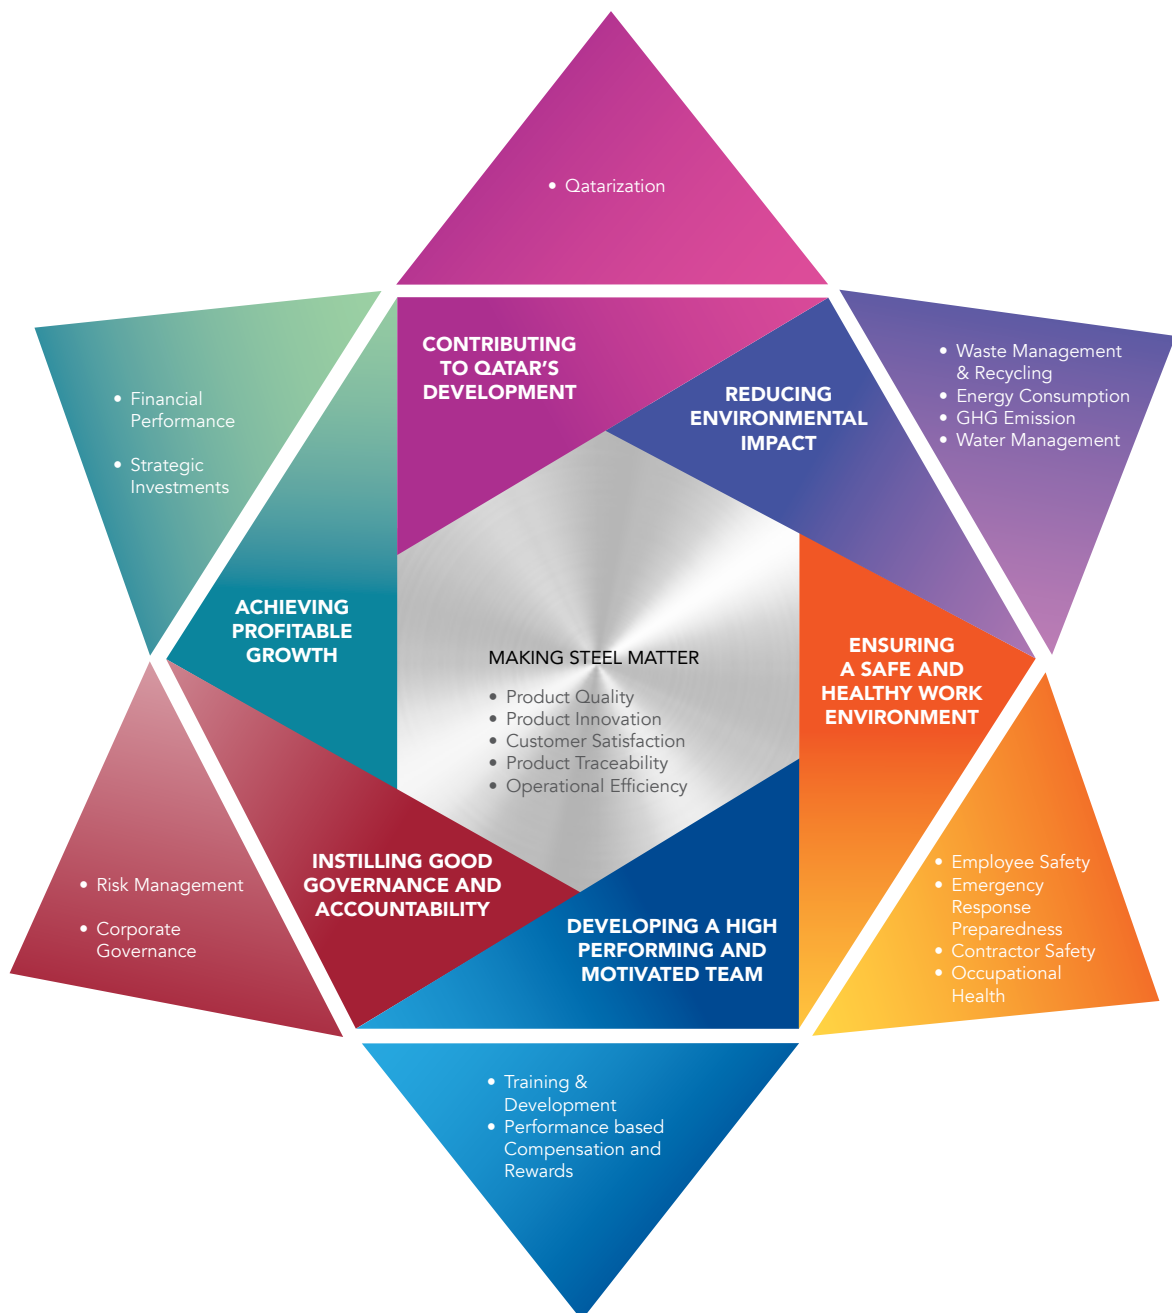 • Qatarization
CONTRIBUTING
TO QATAR’S
DEVELOPMENT
REDUCING
ENVIRONMENTAL
IMPACT
• Waste Management
& Recycling
• Energy Consumption
• GHG Emission
• Water Management
• Financial
Performance
• Strategic
Investments
ACHIEVING
PROFITABLE
GROWTH
MAKING STEEL MATTER
• Product Quality
• Product Innovation
• Customer Satisfaction
• Product Traceability
• Operational Efficiency
ENSURING
A SAFE AND
HEALTHY WORK
ENVIRONMENT
• Risk Management
• Corporate
Governance
INSTILLING GOOD
GOVERNANCE AND
ACCOUNTABILITY
DEVELOPING A HIGH
PERFORMING AND
MOTIVATED TEAM
• Employee Safety
• Emergency
Response
Preparedness
• Contractor Safety
• Occupational
Health
• Training &
Development
• Performance based
Compensation and
Rewards